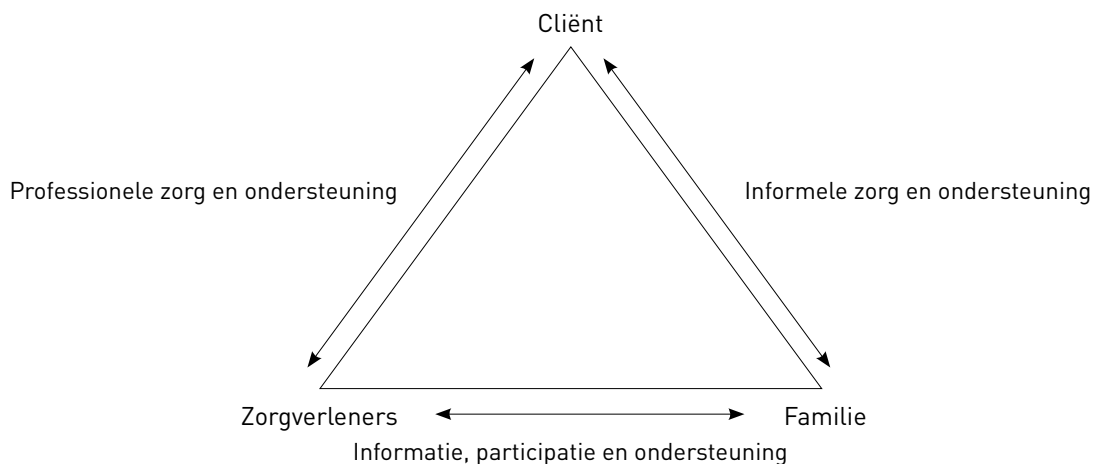 Cliënt
Professionele zorg en ondersteuning
Informele zorg en ondersteuning
Zorgverleners
Familie
Informatie, participatie en ondersteuning